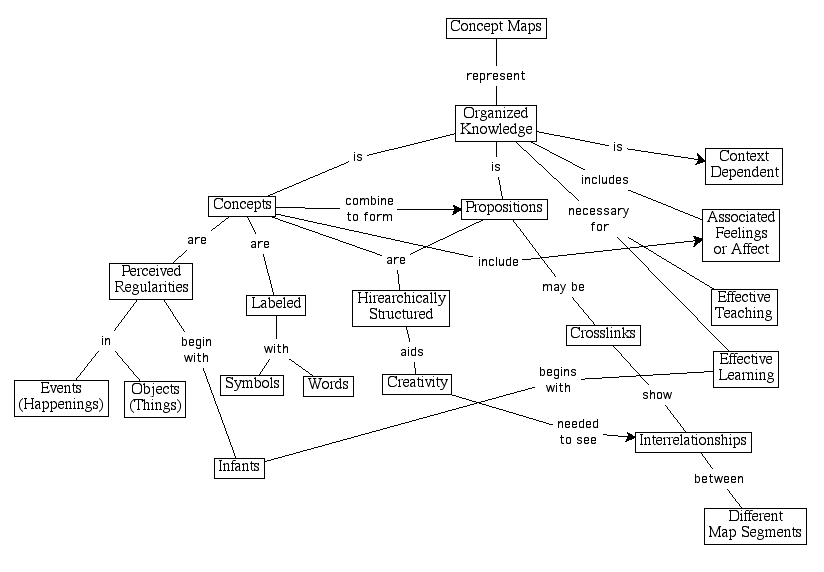 Concept Maps
represent
Organized
Knowledge
is
is
is
Context
Dependent
includes
Concepts
combine
to form
Propositions
necessary
for
Associated
Feelings
or Affect
are
are
are
include
Perceived
Regularities
Labeled
Hirearchically
Structured
may be
Effective
Teaching
in
begin
with
with
aids
Crosslinks
Effective
Learning
Events
(Happenings)
Objects
(Things)
Symbols
Words
Creativity
begins
with
show
needed
to see
Interrelationships
Infants
between
Different
Map Segments